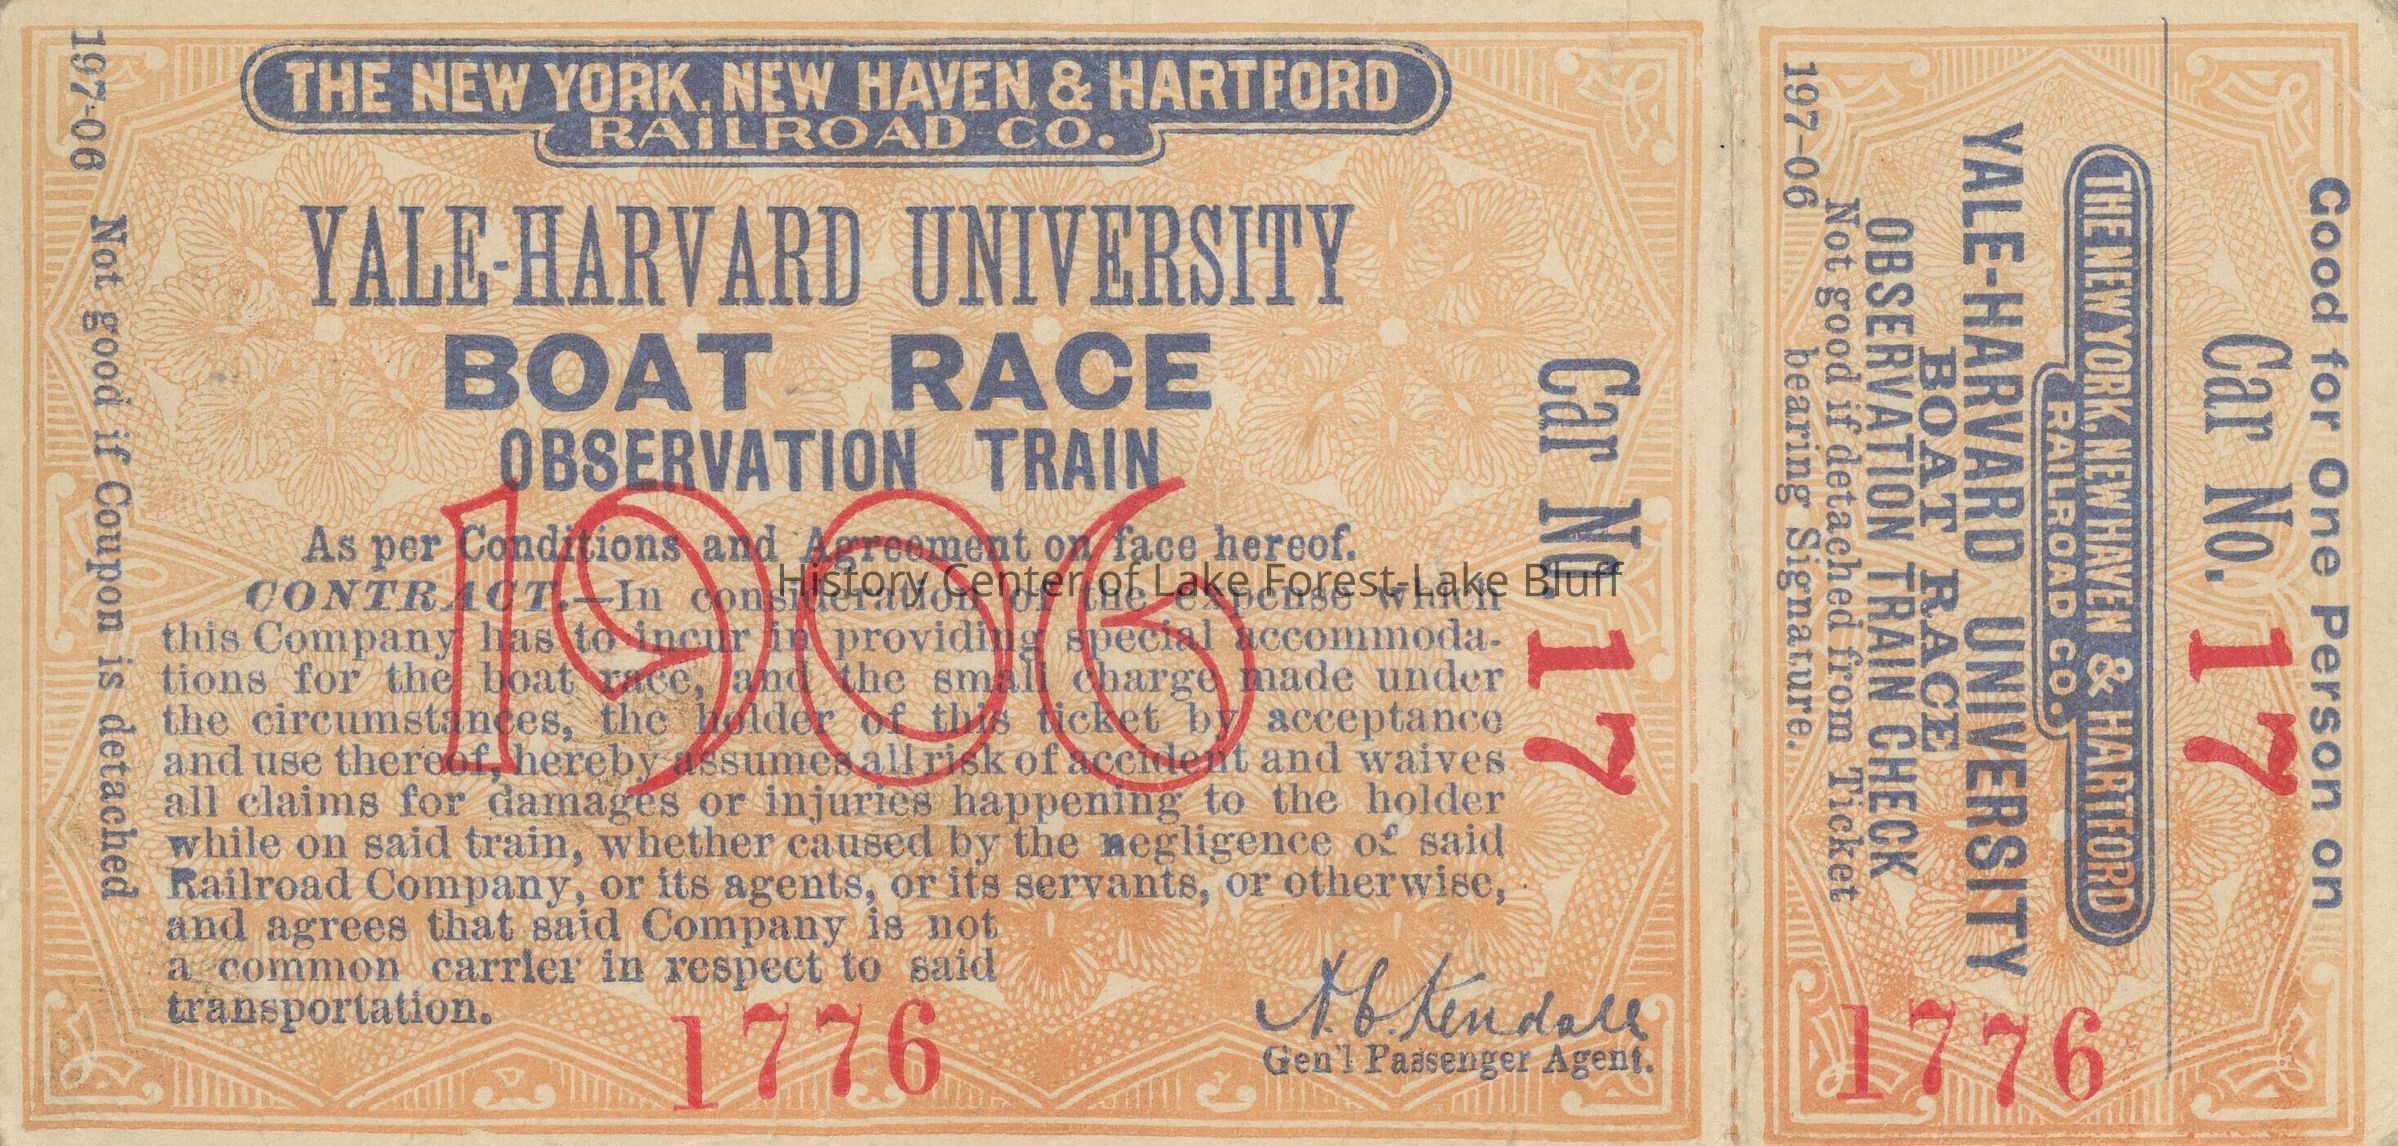 197-06
Not good if Coupon is detached
THE NEW YORK, NEW HAVEN & HARTFORD
RAILROAD CO.
YALE-HARVARD UNIVERSITY
BOAT RACE
OBSERVATION TRAIN
1906
As per Conditions and Agreement on face hereof.
CONTRACT.—In consideration of the expense which
this Company has to incur in providing special accommoda-
tions for the boat race, and the small charge made under
the circumstances, the holder of this ticket by acceptance
and use thereof, hereby assumes all risk of accident and waives
all claims for damages or injuries happening to the holder
while on said train, whether caused by the negligence of said
Railroad Company, or its agents, or its servants, or otherwise,
and agrees that said Company is not
a common carrier in respect to said
transportation.
1776
A. B. Kendall
Gen'l Passenger Agent.
Car No. 17
History Center of Lake Forest-Lake Bluff
Good for One Person on
Car No. 17
THE NEW YORK, NEW HAVEN & HARTFORD
RAILROAD CO.
YALE-HARVARD UNIVERSITY
BOAT RACE
OBSERVATION TRAIN CHECK
Not good if detached from Ticket
bearing Signature.
197-06
1776